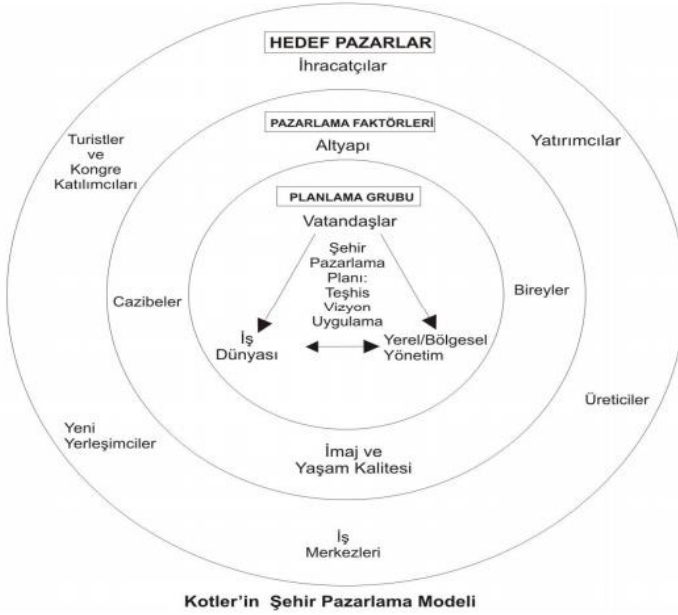 HEDEF PAZARLAR
İhracatçılar
Turistler
ve
Kongre
Katılımcıları
Yatırımcılar
PAZARLAMA FAKTÖRLERİ
Altyapı
PLANLAMA GRUBU
Vatandaşlar
Şehir
Pazarlama
Planı:
Teşhis
Vizyon
Uygulama
İş
Dünyası
Yerel/Bölgesel
Yönetim
Cazibeler
Bireyler
Yeni
Yerleşimciler
Üreticiler
İmaj ve
Yaşam Kalitesi
İş
Merkezleri
Kotler'in Şehir Pazarlama Modeli